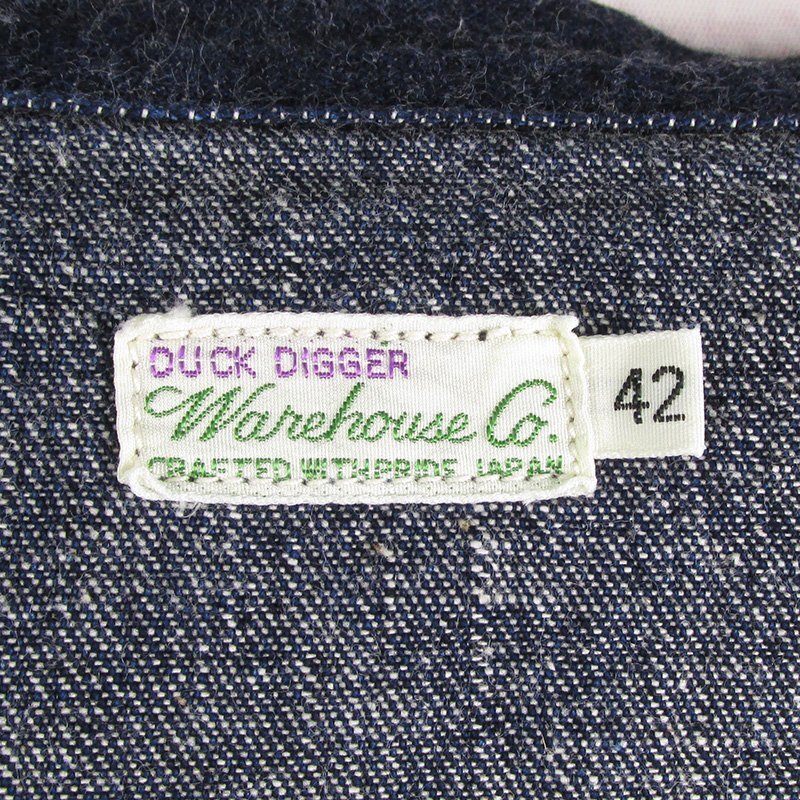 DUCK DIGGER
Warehouse Co.
CRAFTED WITH PRIDE JAPAN
42